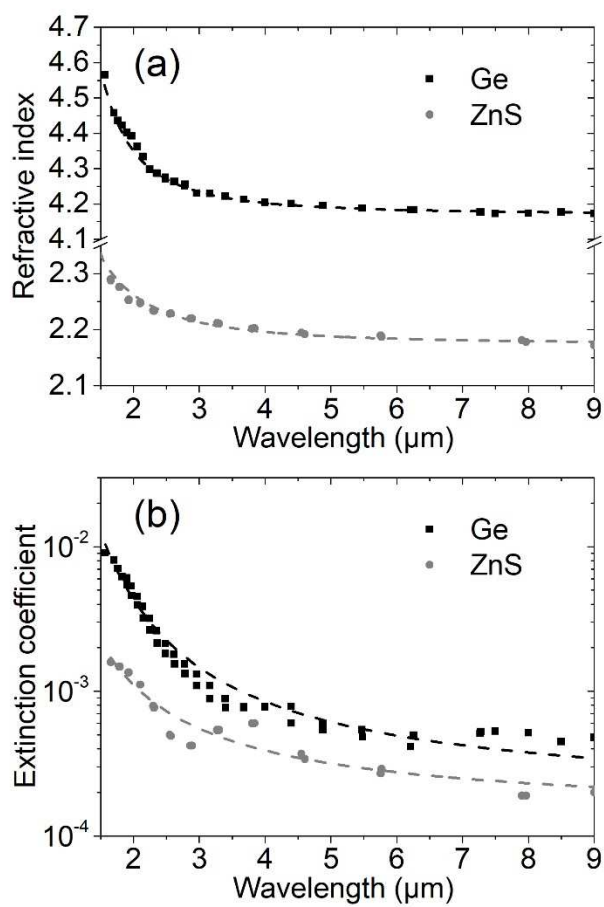 (a)
Ge
ZnS
Refractive index
4.7
4.6
4.5
4.4
4.3
4.2
4.1
2.3
2.2
2.1
2 3 4 5 6 7 8 9
Wavelength (µm)
(b)
Ge
ZnS
Extinction coefficient
10⁻²
10⁻³
10⁻⁴
2 3 4 5 6 7 8 9
Wavelength (µm)